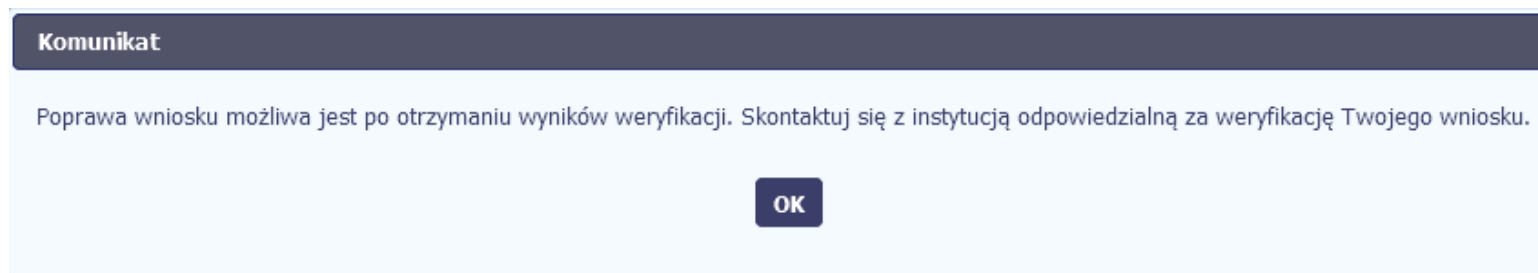 Komunikat
Poprawa wniosku możliwa jest po otrzymaniu wyników weryfikacji. Skontaktuj się z instytucją odpowiedzialną za weryfikację Twojego wniosku.
OK